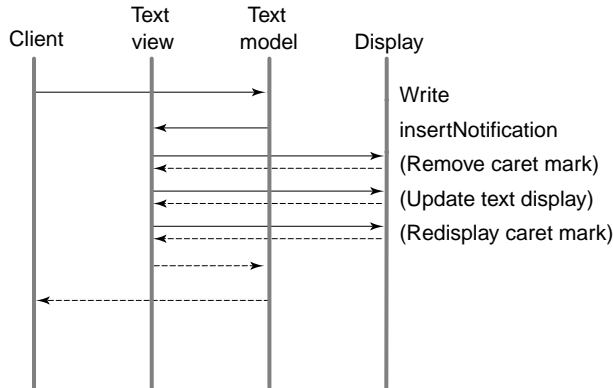 Client
Text
view
Text
model
Display
Write
insertNotification
(Remove caret mark)
(Update text display)
(Redisplay caret mark)